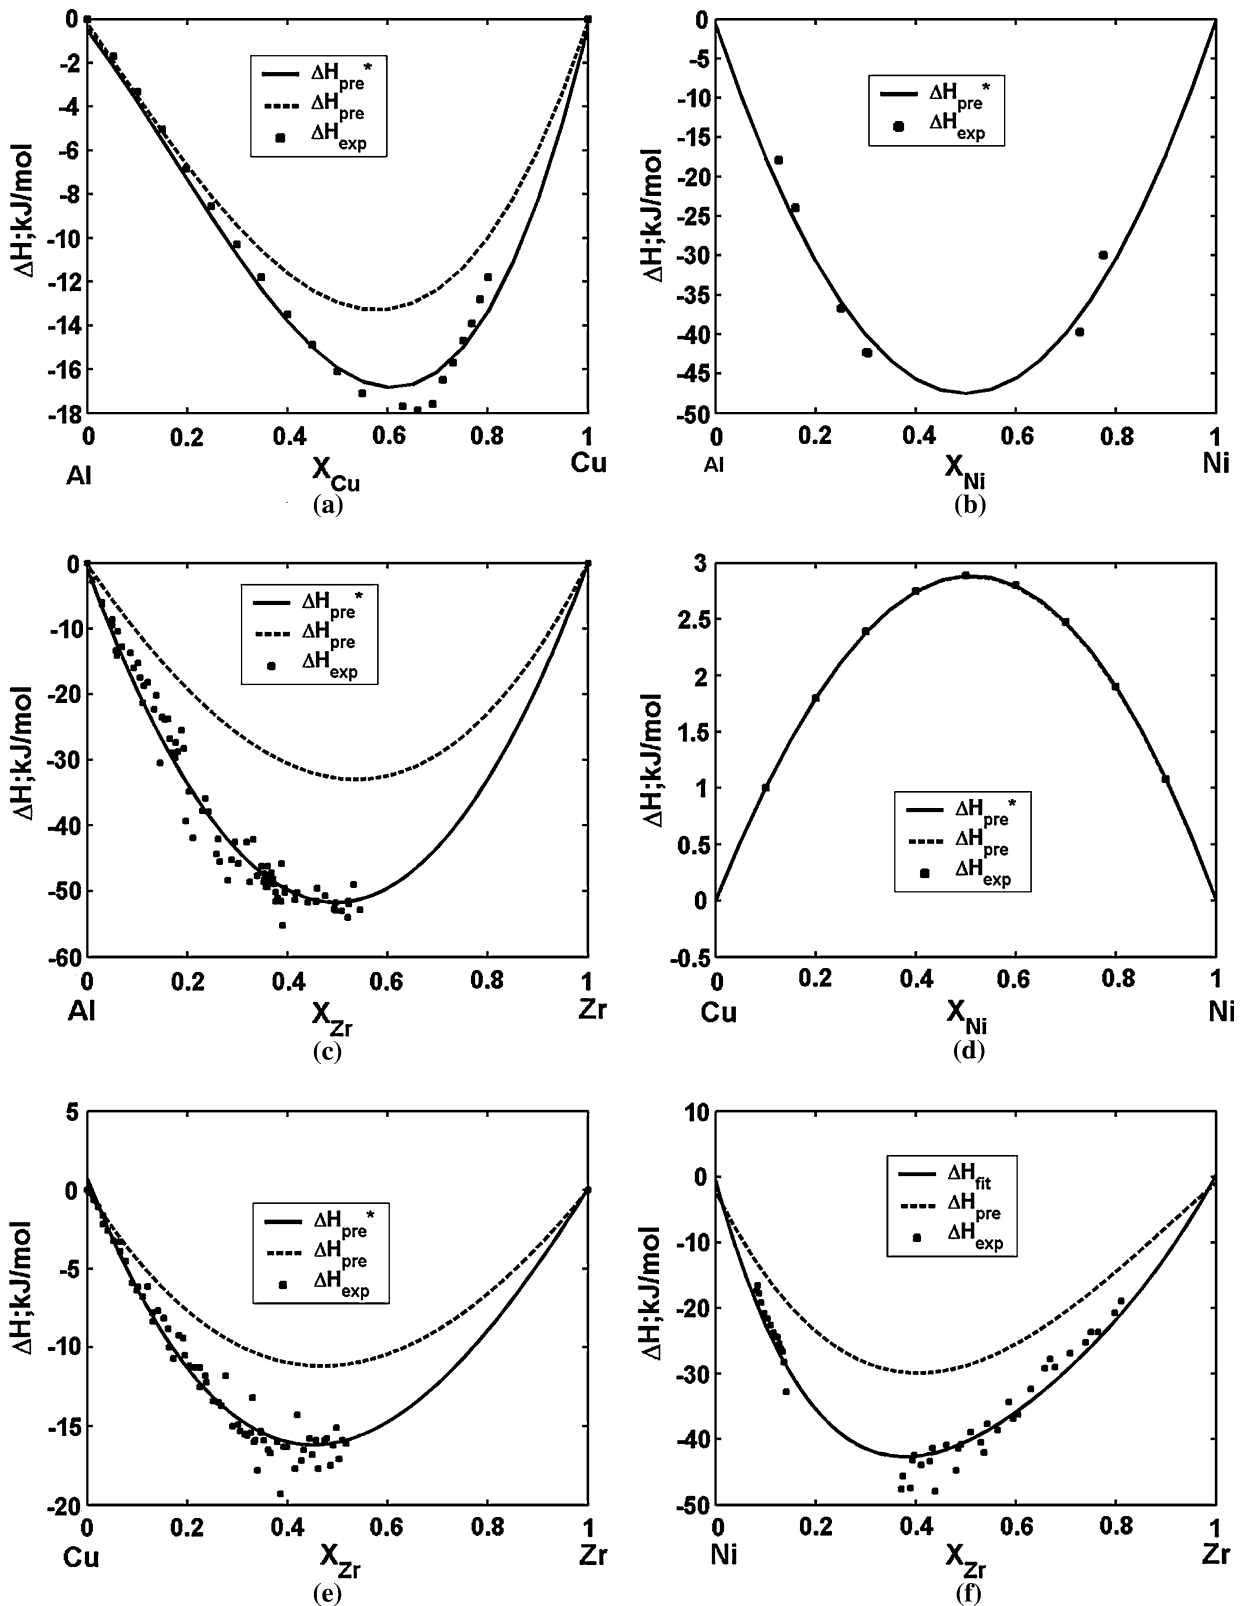 0
-2
-4
-6
-8
-10
-12
-14
-16
-18
ΔH;kJ/mol
ΔHpre*
ΔHpre
ΔHexp
0 0.2 0.4 0.6 0.8 1
Al XCu Cu
(a)
0
-5
-10
-15
-20
-25
-30
-35
-40
-45
-50
ΔH;kJ/mol
ΔHpre*
ΔHexp
0 0.2 0.4 0.6 0.8 1
Al XNi Ni
(b)
0
-10
-20
-30
-40
-50
-60
ΔH;kJ/mol
ΔHpre*
ΔHpre
ΔHexp
0 0.2 0.4 0.6 0.8 1
Al XZr Zr
(c)
3
2.5
2
1.5
1
0.5
0
-0.5
ΔH;kJ/mol
ΔHpre*
ΔHpre
ΔHexp
0 0.2 0.4 0.6 0.8 1
Cu XNi Ni
(d)
5
0
-5
-10
-15
-20
ΔH;kJ/mol
ΔHpre*
ΔHpre
ΔHexp
0 0.2 0.4 0.6 0.8 1
Cu XZr Zr
(e)
10
0
-10
-20
-30
-40
-50
ΔH;kJ/mol
ΔHfit
ΔHpre
ΔHexp
0 0.2 0.4 0.6 0.8 1
Ni XZr Zr
(f)